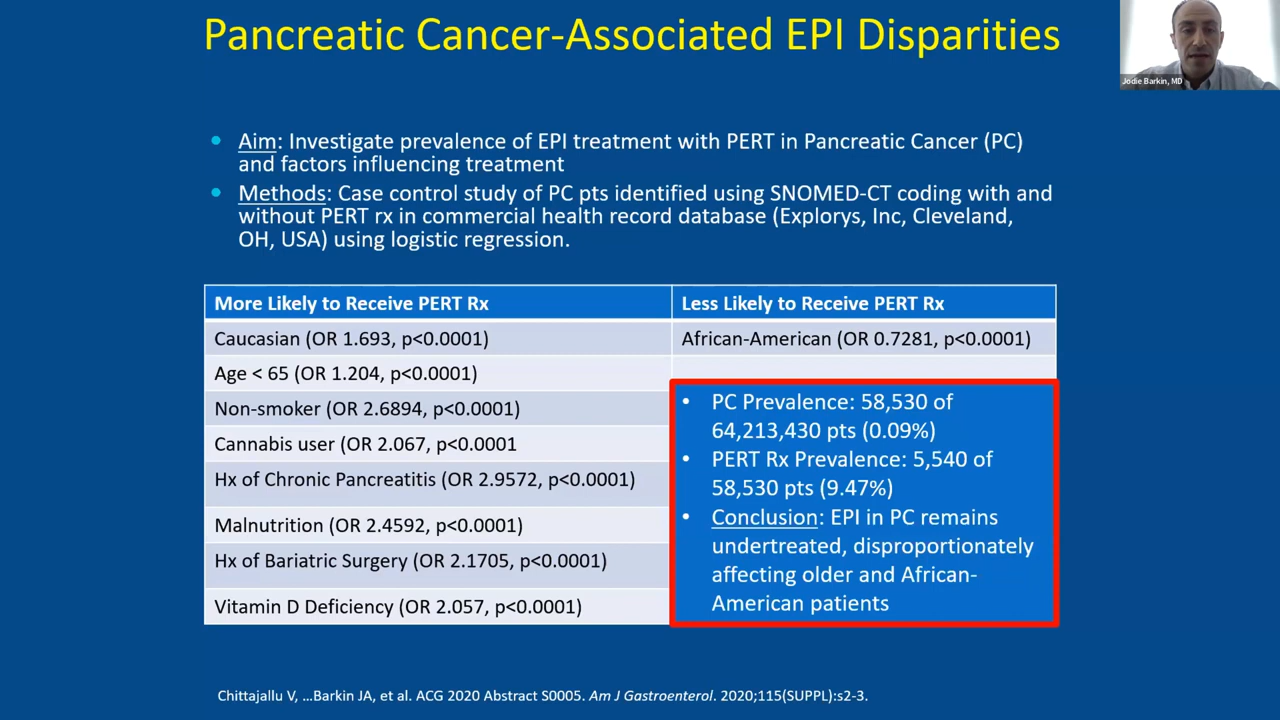 Pancreatic Cancer-Associated EPI Disparities
Jodie Barkin, MD
• Aim: Investigate prevalence of EPI treatment with PERT in Pancreatic Cancer (PC)
and factors influencing treatment
• Methods: Case control study of PC pts identified using SNOMED-CT coding with and
without PERT rx in commercial health record database (Explorys, Inc, Cleveland,
OH, USA) using logistic regression.
More Likely to Receive PERT Rx
Less Likely to Receive PERT Rx
Caucasian (OR 1.693, p<0.0001)
African-American (OR 0.7281, p<0.0001)
Age < 65 (OR 1.204, p<0.0001)
Non-smoker (OR 2.6894, p<0.0001)
Cannabis user (OR 2.067, p<0.0001
Hx of Chronic Pancreatitis (OR 2.9572, p<0.0001)
Malnutrition (OR 2.4592, p<0.0001)
Hx of Bariatric Surgery (OR 2.1705, p<0.0001)
Vitamin D Deficiency (OR 2.057, p<0.0001)
• PC Prevalence: 58,530 of
64,213,430 pts (0.09%)
• PERT Rx Prevalence: 5,540 of
58,530 pts (9.47%)
• Conclusion: EPI in PC remains
undertreated, disproportionately
affecting older and African-
American patients
Chittajallu V, ...Barkin JA, et al. ACG 2020 Abstract S0005. Am J Gastroenterol. 2020;115(SUPPL):s2-3.